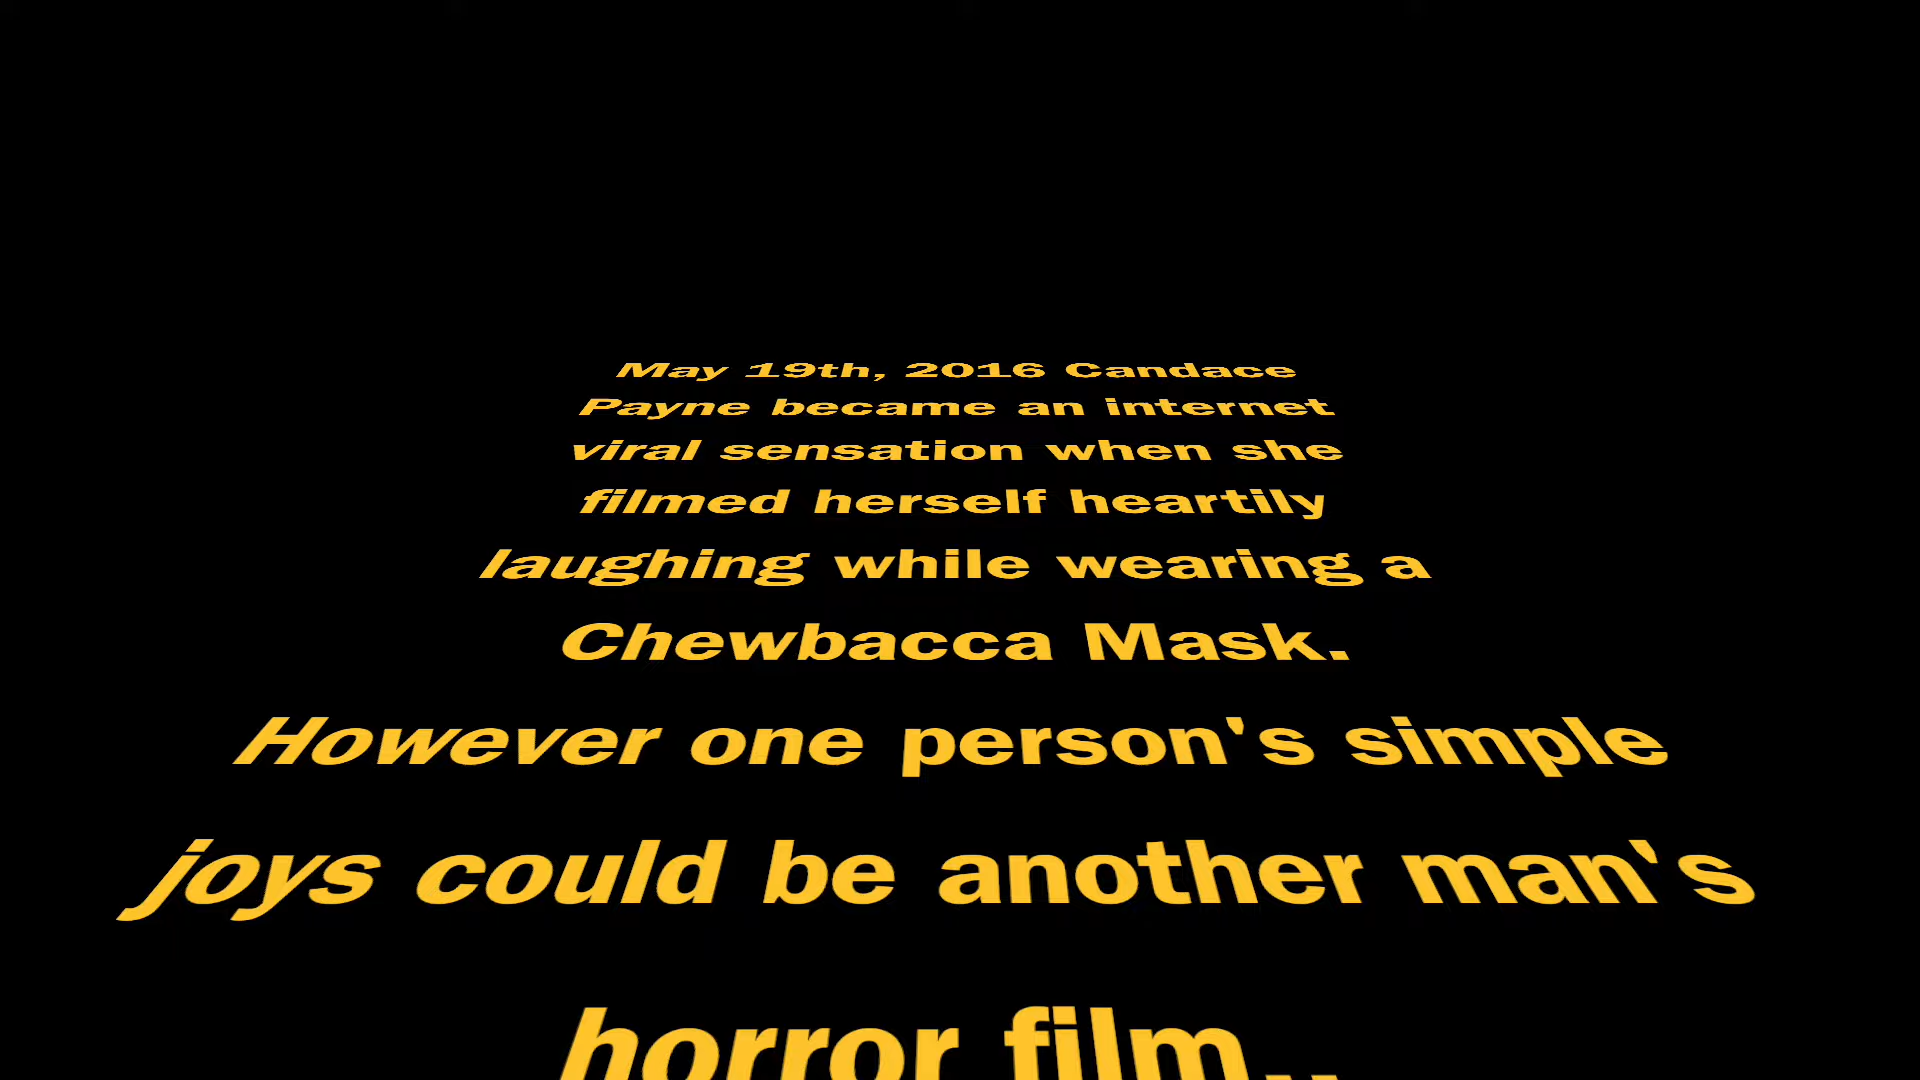 May 19th, 2016 Candace
Payne became an internet
viral sensation when she
filmed herself heartily
laughing while wearing a
Chewbacca Mask.
However one person's simple
joys could be another man's
horror film..